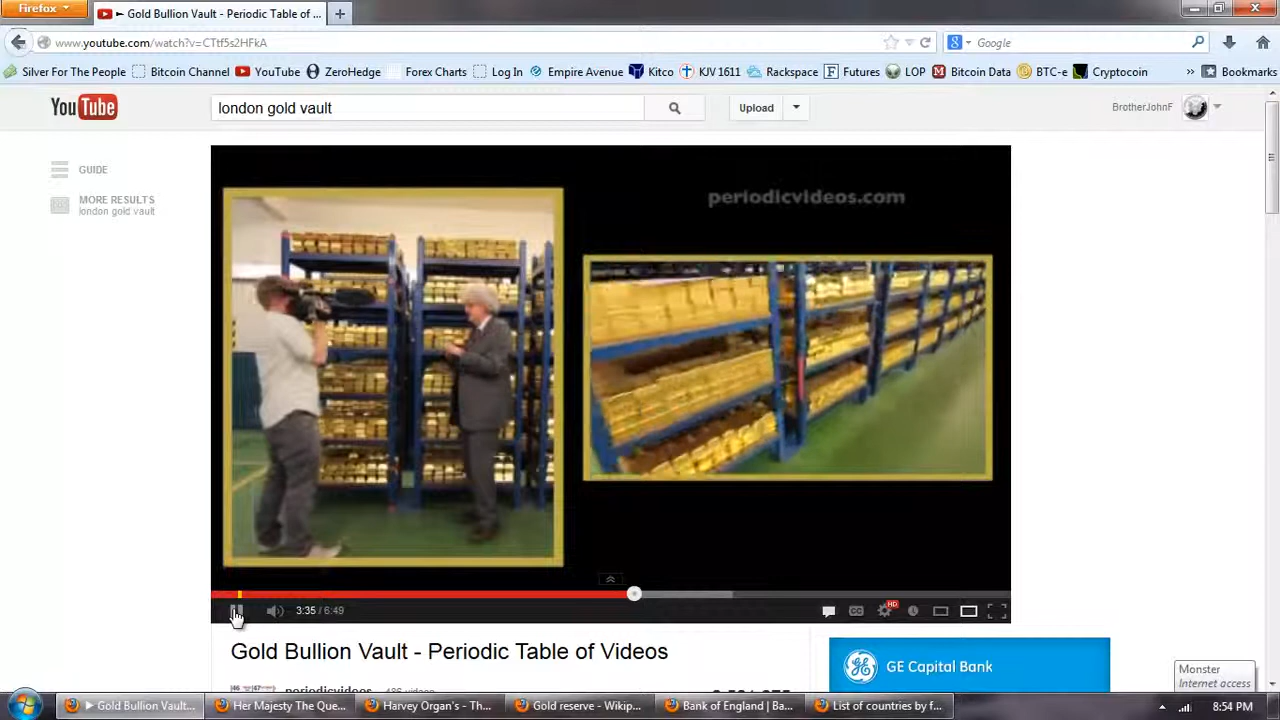 Firefox
► Gold Bullion Vault - Periodic Table of ...
www.youtube.com/watch?v=CTtf5s2HFkA
Google
Silver For The People
Bitcoin Channel
YouTube
ZeroHedge
Forex Charts
Log In
Empire Avenue
Kitco
KJV 1611
Rackspace
Futures
LOP
Bitcoin Data
BTC-e
Cryptocoin
»
Bookmarks
YouTube
london gold vault
Upload
BrotherJohnF
GUIDE
MORE RESULTS
london gold vault
periodicvideos.com
3:35 / 6:49
HD
Gold Bullion Vault - Periodic Table of Videos
periodicvideos
GE Capital Bank
Monster
Internet access
► Gold Bullion Vault...
Her Majesty The Que...
Harvey Organ's - Th...
Gold reserve - Wikip...
Bank of England | Ba...
List of countries by f...
8:54 PM